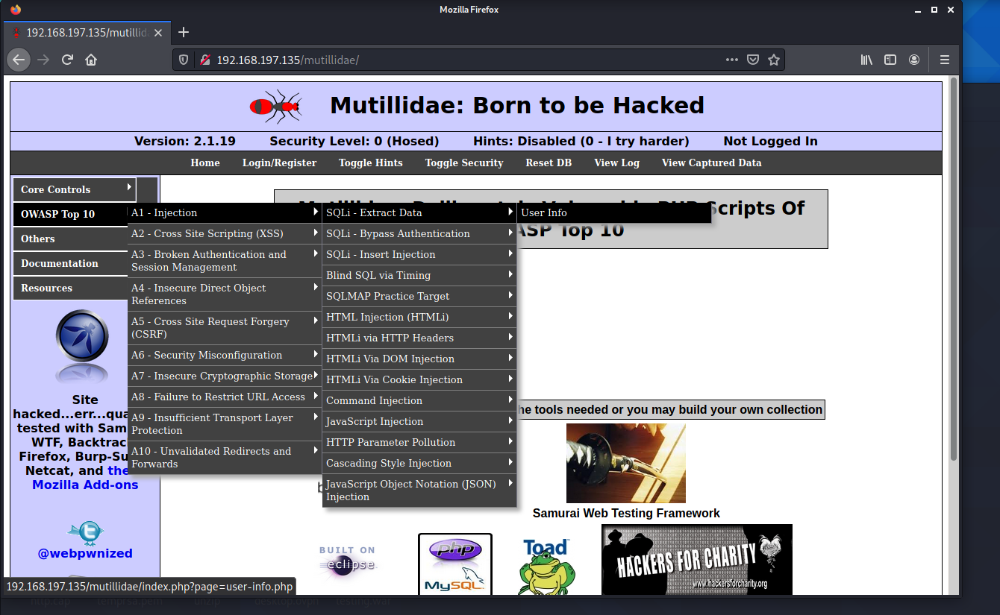 Mozilla Firefox
192.168.197.135/mutillid
192.168.197.135/mutillidae/
Mutillidae: Born to be Hacked
Version: 2.1.19 Security Level: 0 (Hosed) Hints: Disabled (0 - I try harder) Not Logged In
Home Login/Register Toggle Hints Toggle Security Reset DB View Log View Captured Data
Core Controls
OWASP Top 10
Others
Documentation
Resources
A1 - Injection
A2 - Cross Site Scripting (XSS)
A3 - Broken Authentication and
Session Management
A4 - Insecure Direct Object
References
A5 - Cross Site Request Forgery
(CSRF)
A6 - Security Misconfiguration
A7 - Insecure Cryptographic Storage
A8 - Failure to Restrict URL Access
A9 - Insufficient Transport Layer
Protection
A10 - Unvalidated Redirects and
Forwards
SQLi - Extract Data
SQLi - Bypass Authentication
SQLi - Insert Injection
Blind SQL via Timing
SQLMAP Practice Target
HTML Injection (HTMLi)
HTMLi via HTTP Headers
HTMLi Via DOM Injection
HTMLi Via Cookie Injection
Command Injection
JavaScript Injection
HTTP Parameter Pollution
Cascading Style Injection
JavaScript Object Notation (JSON)
Injection
User Info
Scripts Of
Top 10
Site
hacked...err...qua
tested with Sam
WTF, Backtrac
Firefox, Burp-Su
Netcat, and the
Mozilla Add-ons
@webpwnized
he tools needed or you may build your own collection
Samurai Web Testing Framework
BUILT ON
eclipse
php
MySQL
Toad
HACKERS FOR CHARITY
www.hackersforcharity.org
192.168.197.135/mutillidae/index.php?page=user-info.php